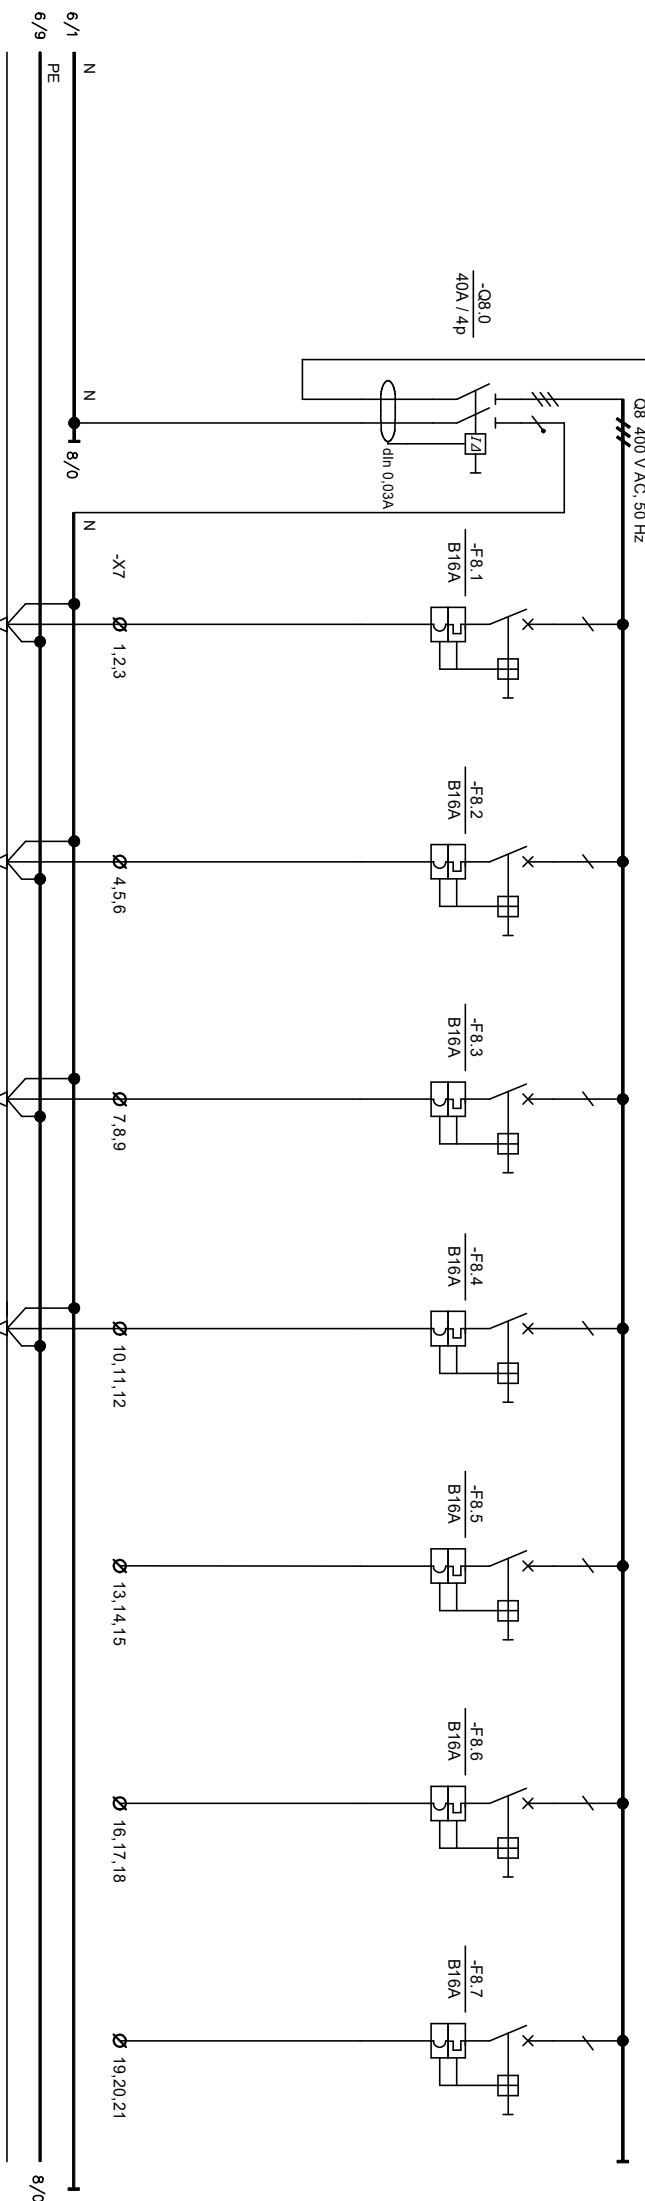 Q8 400 V AC, 50 Hz
-Q8.0
40A / 4p
I∆
dIn 0,03A
-F8.1
B16A
-F8.2
B16A
-F8.3
B16A
-F8.4
B16A
-F8.5
B16A
-F8.6
B16A
-F8.7
B16A
-X7
1,2,3
4,5,6
7,8,9
10,11,12
13,14,15
16,17,18
19,20,21
N
N
N
6/1
8/0
PE
6/9